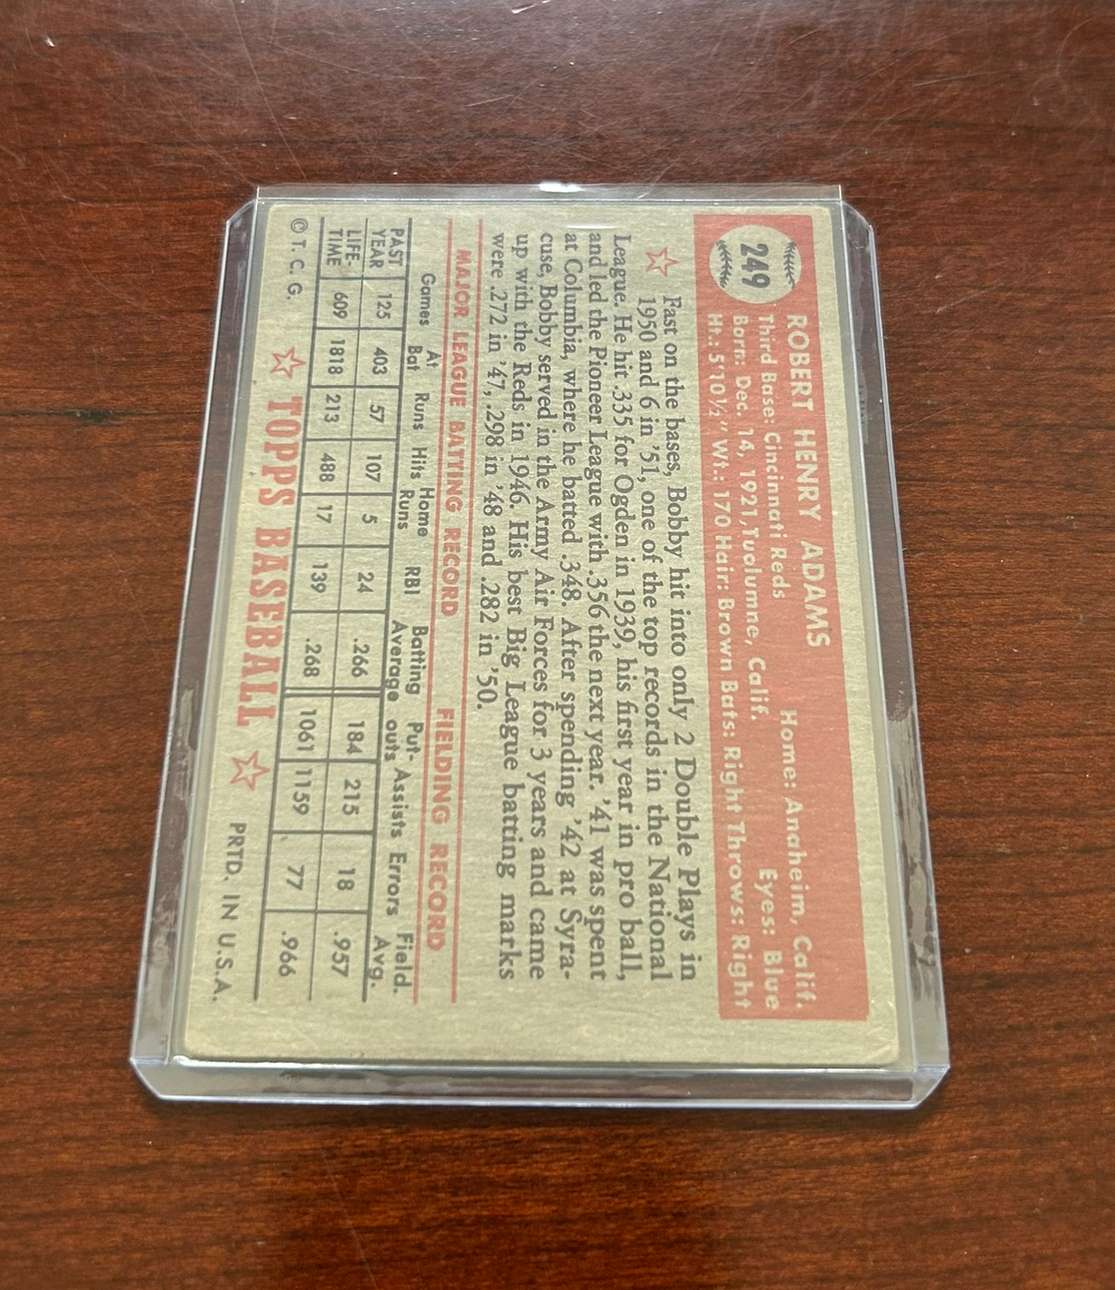 249
ROBERT HENRY ADAMS
Third Base: Cincinnati Reds Home: Anaheim, Calif.
Born: Dec. 14, 1921, Tuolumne, Calif. Eyes: Blue
Ht.: 5'10½" Wt.: 170 Hair: Brown Bats: Right Throws: Right
Fast on the bases, Bobby hit into only 2 Double Plays in
1950 and 6 in '51, one of the top records in the National
League. He hit .335 for Ogden in 1939, his first year in pro ball,
and led the Pioneer League with .356 the next year. '41 was spent
at Columbia, where he batted .348. After spending '42 at Syra-
cuse, Bobby served in the Army Air Forces for 3 years and came
up with the Reds in 1946. His best Big League batting marks
were .272 in '47, .298 in '48 and .282 in '50.
MAJOR LEAGUE BATTING RECORD FIELDING RECORD
Games At Bat Runs Hits Home Runs RBI Batting Average Put-outs Assists Errors Field. Avg.
PAST YEAR 125 403 57 107 5 24 .266 184 215 18 .957
LIFE-TIME 609 1818 213 488 17 139 .268 1061 1159 77 .966
© T. C. G. TOPPS BASEBALL PRTD. IN U.S.A.